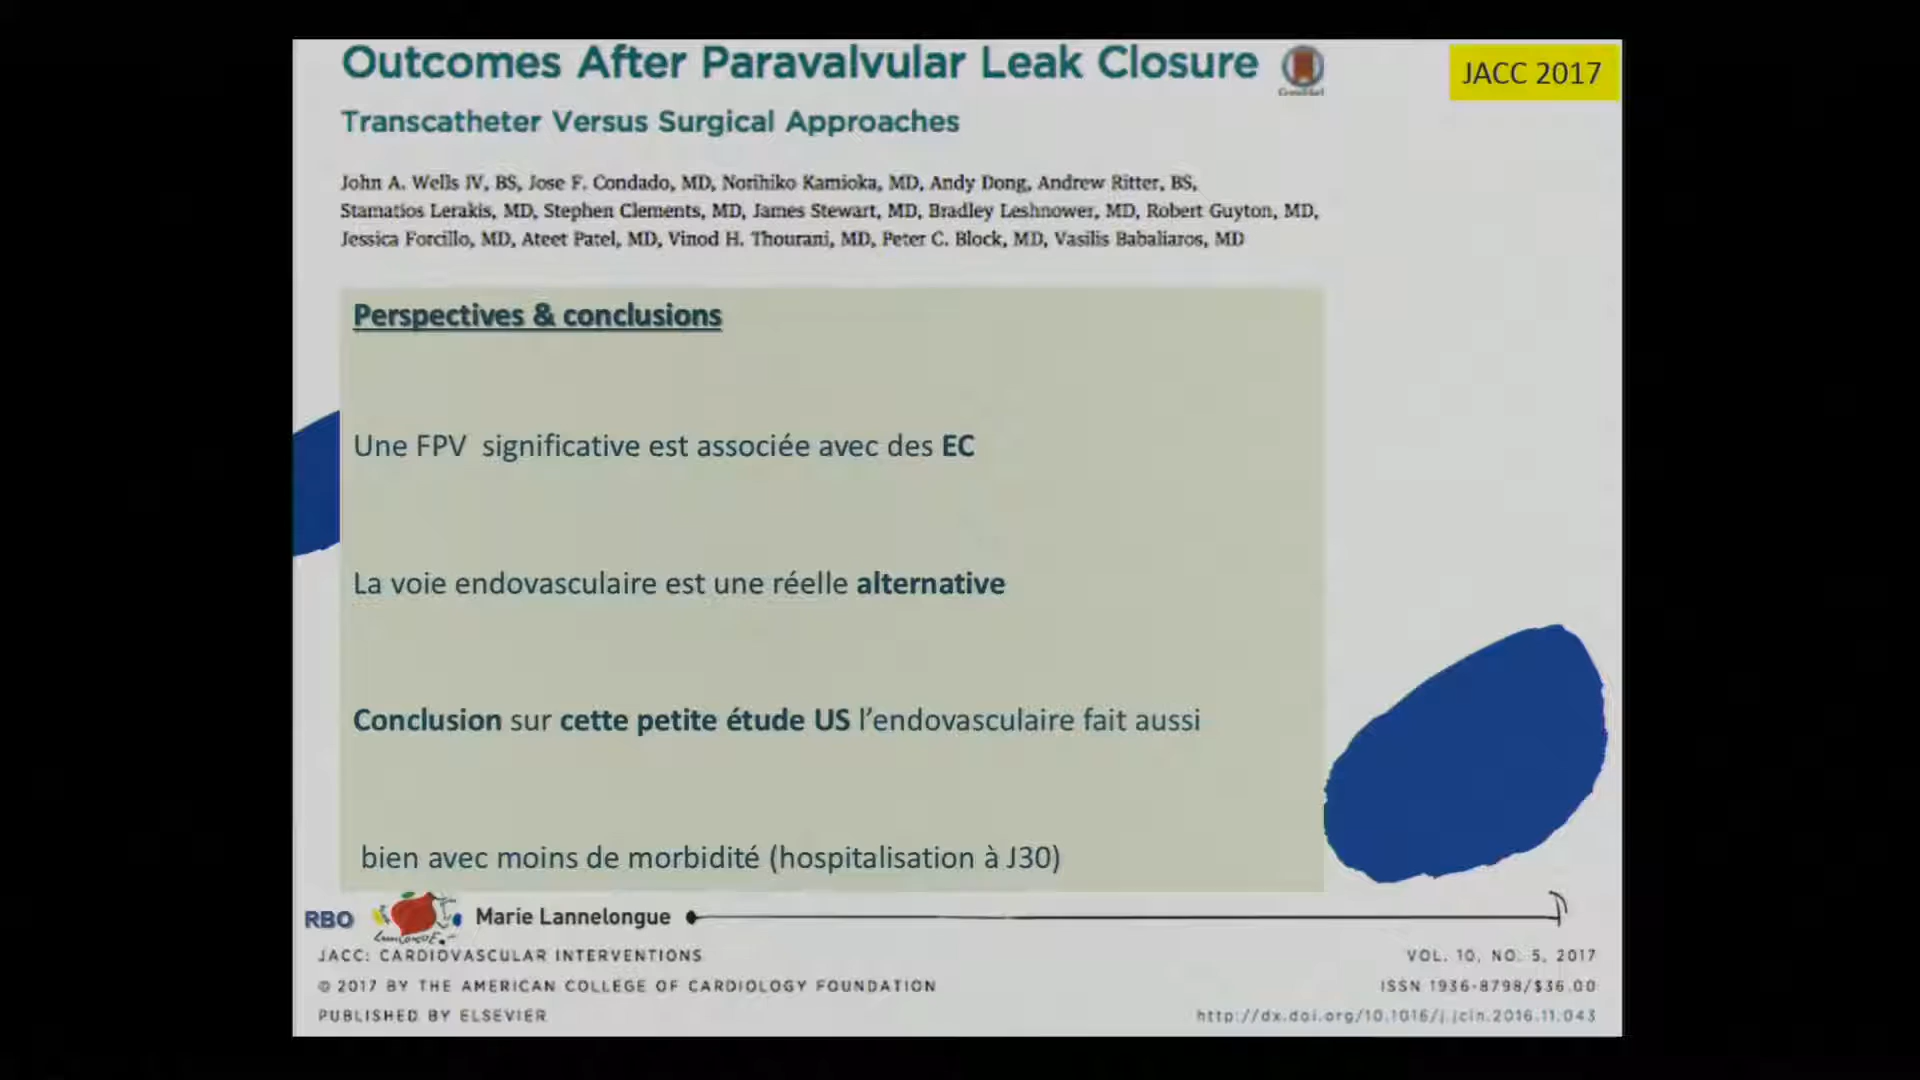 Outcomes After Paravalvular Leak Closure
JACC 2017
Transcatheter Versus Surgical Approaches
John A. Wells IV, BS, Jose F. Condado, MD, Norihiko Kamioka, MD, Andy Dong, Andrew Ritter, BS,
Stamatios Lerakis, MD, Stephen Clements, MD, James Stewart, MD, Bradley Leshnower, MD, Robert Guyton, MD,
Jessica Forcillo, MD, Ateet Patel, MD, Vinod H. Thourani, MD, Peter C. Block, MD, Vasilis Babaliaros, MD
Perspectives & conclusions
Une FPV significative est associée avec des EC
La voie endovasculaire est une réelle alternative
Conclusion sur cette petite étude US l’endovasculaire fait aussi
bien avec moins de morbidité (hospitalisation à J30)
RBO
Marie Lannelongue
JACC: CARDIOVASCULAR INTERVENTIONS
VOL. 10, NO. 5, 2017
© 2017 BY THE AMERICAN COLLEGE OF CARDIOLOGY FOUNDATION
ISSN 1936-8798/$36.00
PUBLISHED BY ELSEVIER
http://dx.doi.org/10.1016/j.jcin.2016.11.043